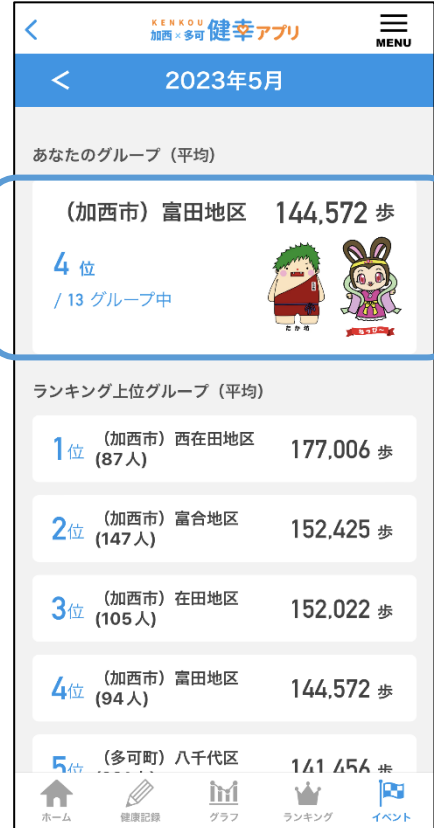 KENKOU
加西×多可 健幸アプリ
MENU
2023年5月
あなたのグループ（平均）
（加西市）富田地区 144,572 歩
4 位
/ 13 グループ中
たか坊
ねっぴ～
ランキング上位グループ（平均）
1位 （加西市）西在田地区 177,006 歩
(87人)
2位 （加西市）富合地区 152,425 歩
(147人)
3位 （加西市）在田地区 152,022 歩
(105人)
4位 （加西市）富田地区 144,572 歩
(94人)
5位 （多可町）八千代区 141,456 歩
ホーム 健康記録 グラフ ランキング イベント